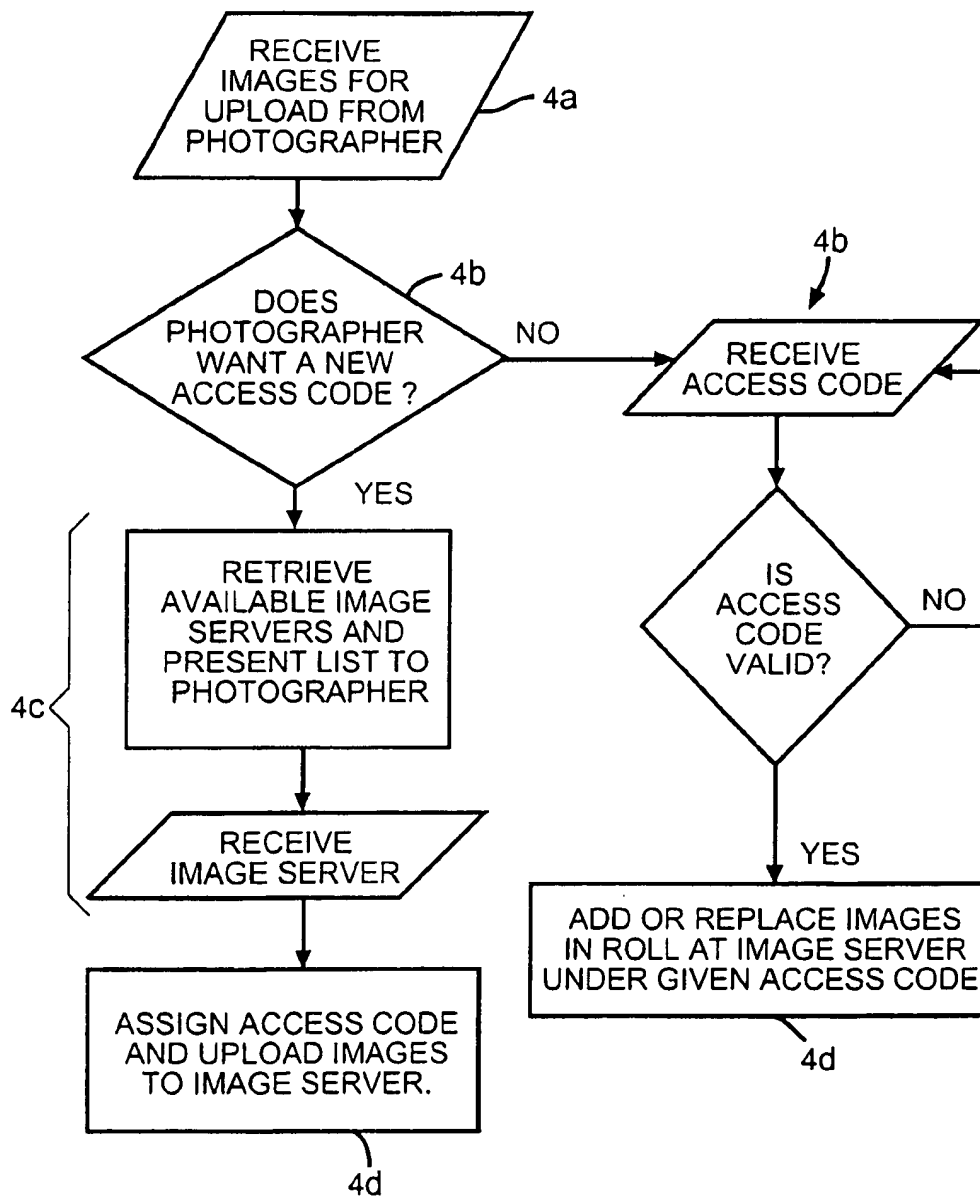 RECEIVE
IMAGES FOR
UPLOAD FROM
PHOTOGRAPHER
4a
DOES
PHOTOGRAPHER
WANT A NEW
ACCESS CODE ?
4b
NO
YES
4b
RECEIVE
ACCESS CODE
IS
ACCESS
CODE
VALID?
NO
YES
ADD OR REPLACE IMAGES
IN ROLL AT IMAGE SERVER
UNDER GIVEN ACCESS CODE
4d
4c
RETRIEVE
AVAILABLE IMAGE
SERVERS AND
PRESENT LIST TO
PHOTOGRAPHER
RECEIVE
IMAGE SERVER
ASSIGN ACCESS CODE
AND UPLOAD IMAGES
TO IMAGE SERVER.
4d